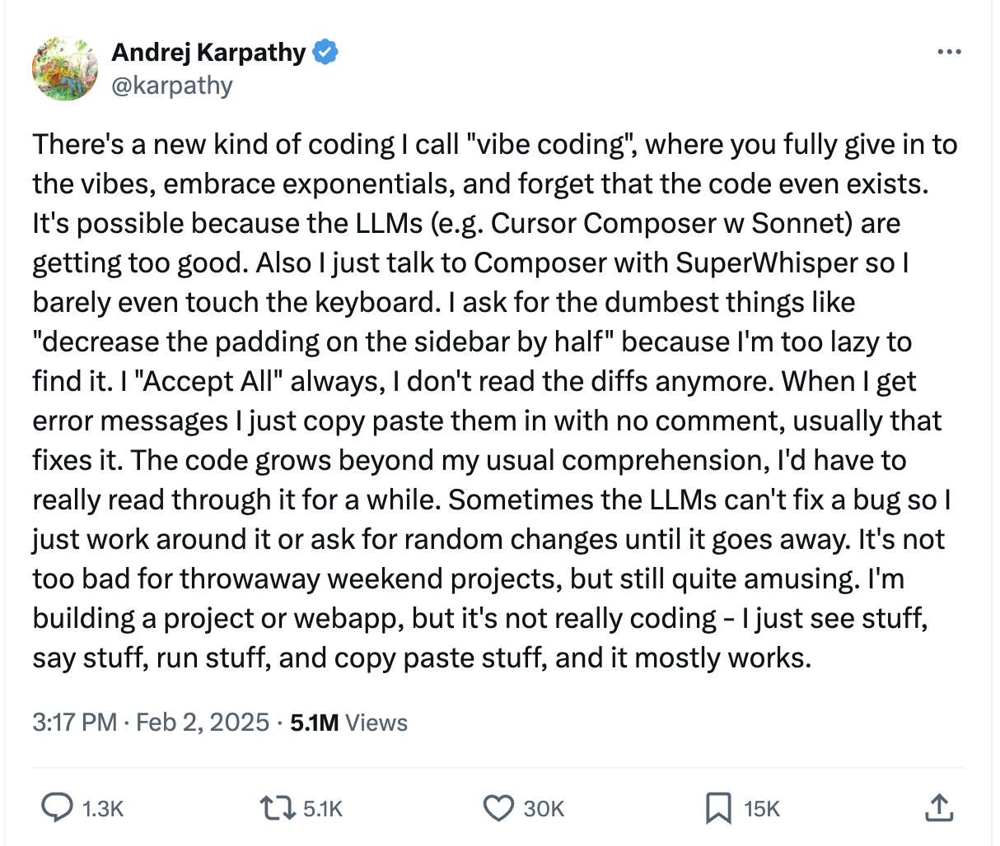 Andrej Karpathy
@karpathy
There's a new kind of coding I call "vibe coding", where you fully give in to
the vibes, embrace exponentials, and forget that the code even exists.
It's possible because the LLMs (e.g. Cursor Composer w Sonnet) are
getting too good. Also I just talk to Composer with SuperWhisper so I
barely even touch the keyboard. I ask for the dumbest things like
"decrease the padding on the sidebar by half" because I'm too lazy to
find it. I "Accept All" always, I don't read the diffs anymore. When I get
error messages I just copy paste them in with no comment, usually that
fixes it. The code grows beyond my usual comprehension, I'd have to
really read through it for a while. Sometimes the LLMs can't fix a bug so I
just work around it or ask for random changes until it goes away. It's not
too bad for throwaway weekend projects, but still quite amusing. I'm
building a project or webapp, but it's not really coding - I just see stuff,
say stuff, run stuff, and copy paste stuff, and it mostly works.
3:17 PM · Feb 2, 2025 · 5.1M Views
1.3K 5.1K 30K 15K